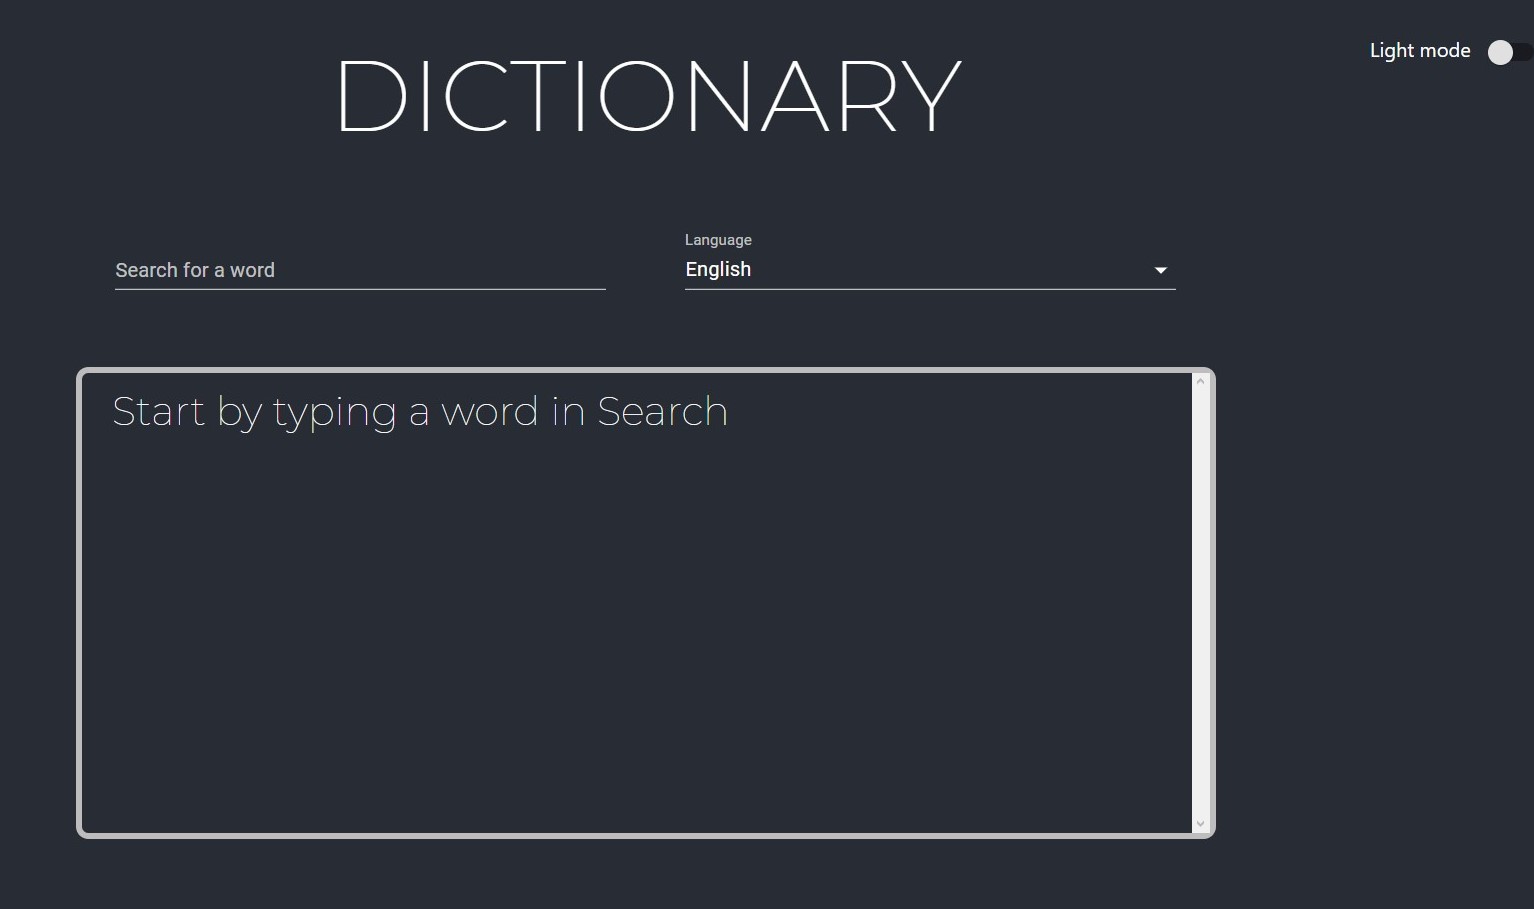 Light mode
DICTIONARY
Search for a word
Language
English
Start by typing a word in Search